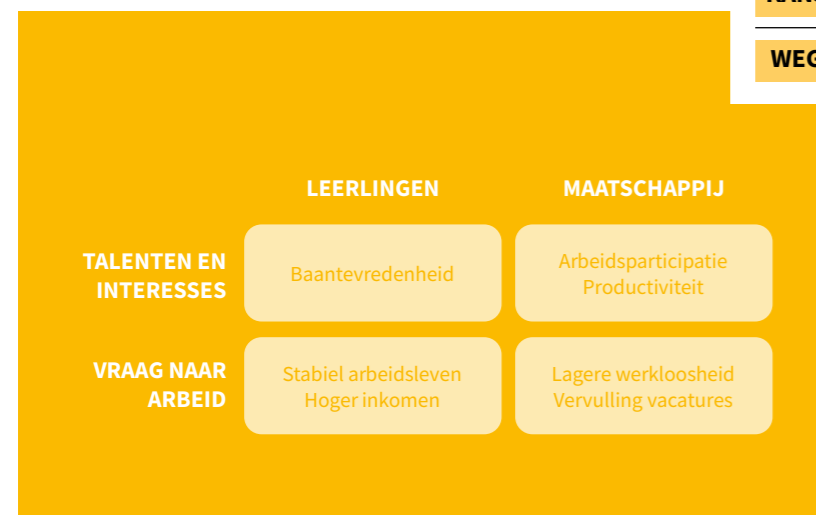 WEG
LEERLINGEN
MAATSCHAPPIJ
TALENTEN EN
INTERESSES
Baantevredenheid
Arbeidsparticipatie
Productiviteit
VRAAG NAAR
ARBEID
Stabiel arbeidsleven
Hoger inkomen
Lagere werkloosheid
Vervulling vacatures